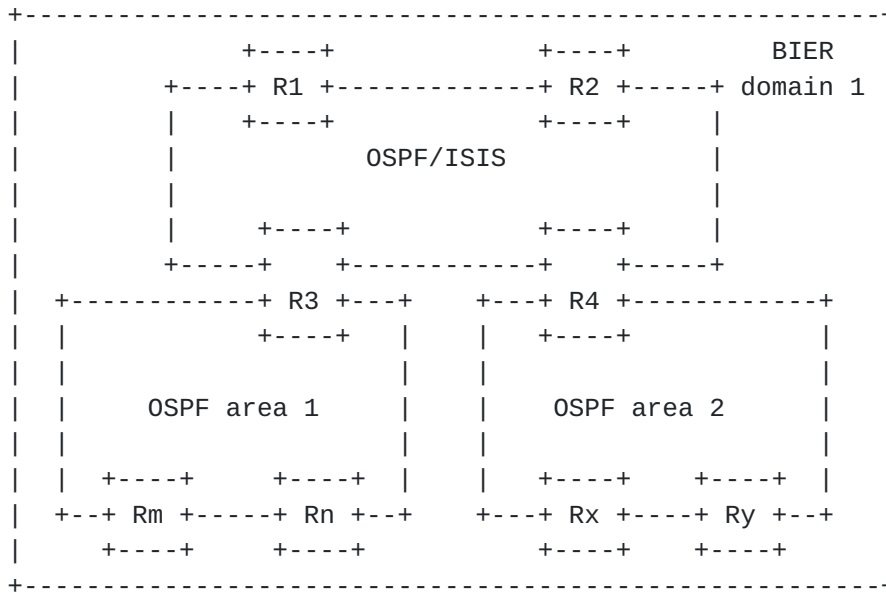 BIER
R1 R2 domain 1
OSPF/ISIS
R3 R4
OSPF area 1 OSPF area 2
Rm Rn Rx Ry